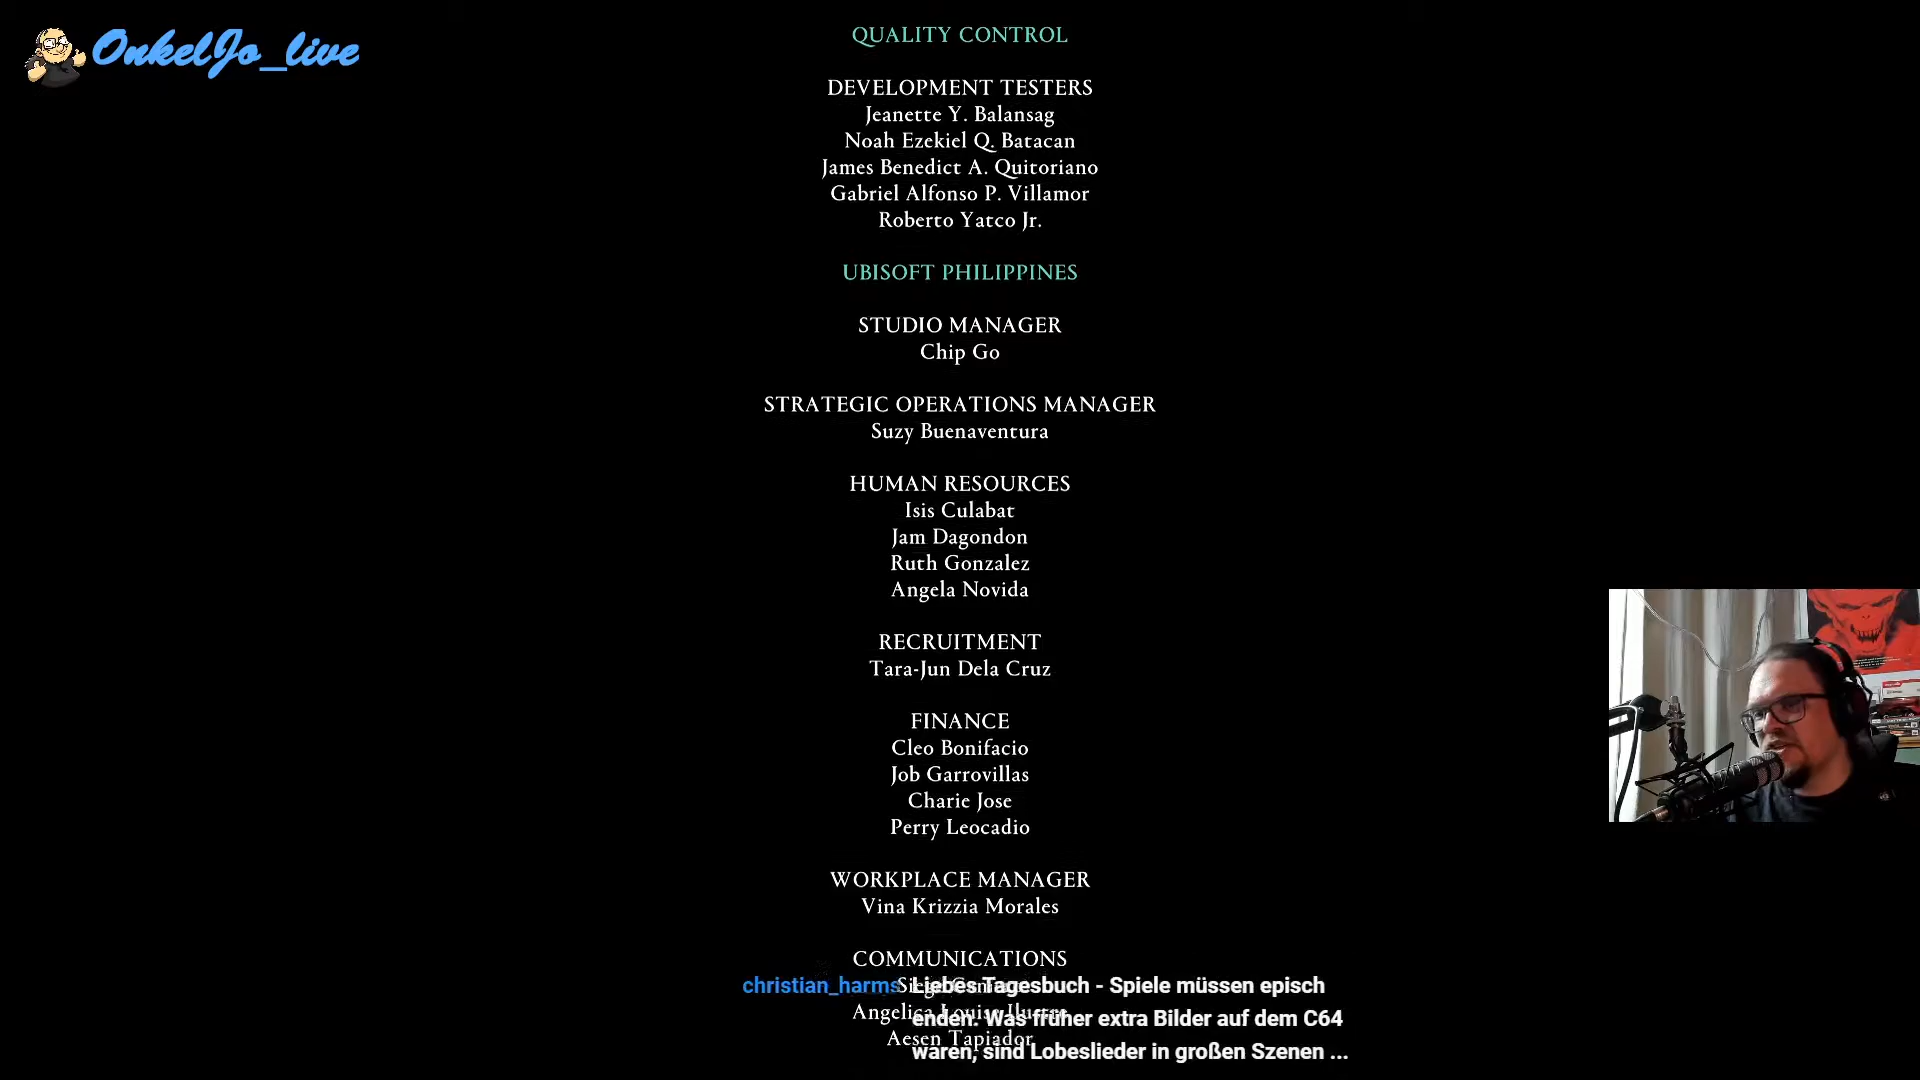 OnkelJo_live
QUALITY CONTROL
DEVELOPMENT TESTERS
Jeanette Y. Balansag
Noah Ezekiel Q. Batacan
James Benedict A. Quitoriano
Gabriel Alfonso P. Villamor
Roberto Yatco Jr.
UBISOFT PHILIPPINES
STUDIO MANAGER
Chip Go
STRATEGIC OPERATIONS MANAGER
Suzy Buenaventura
HUMAN RESOURCES
Isis Culabat
Jam Dagondon
Ruth Gonzalez
Angela Novida
RECRUITMENT
Tara-Jun Dela Cruz
FINANCE
Cleo Bonifacio
Job Garrovillas
Charie Jose
Perry Leocadio
WORKPLACE MANAGER
Vina Krizzia Morales
COMMUNICATIONS
Angelica
Aesen Tapiador
christian_harms Liebes Tagesbuch - Spiele müssen episch
enden. Was früher extra Bilder auf dem C64
waren, sind Lobeslieder in großen Szenen ...